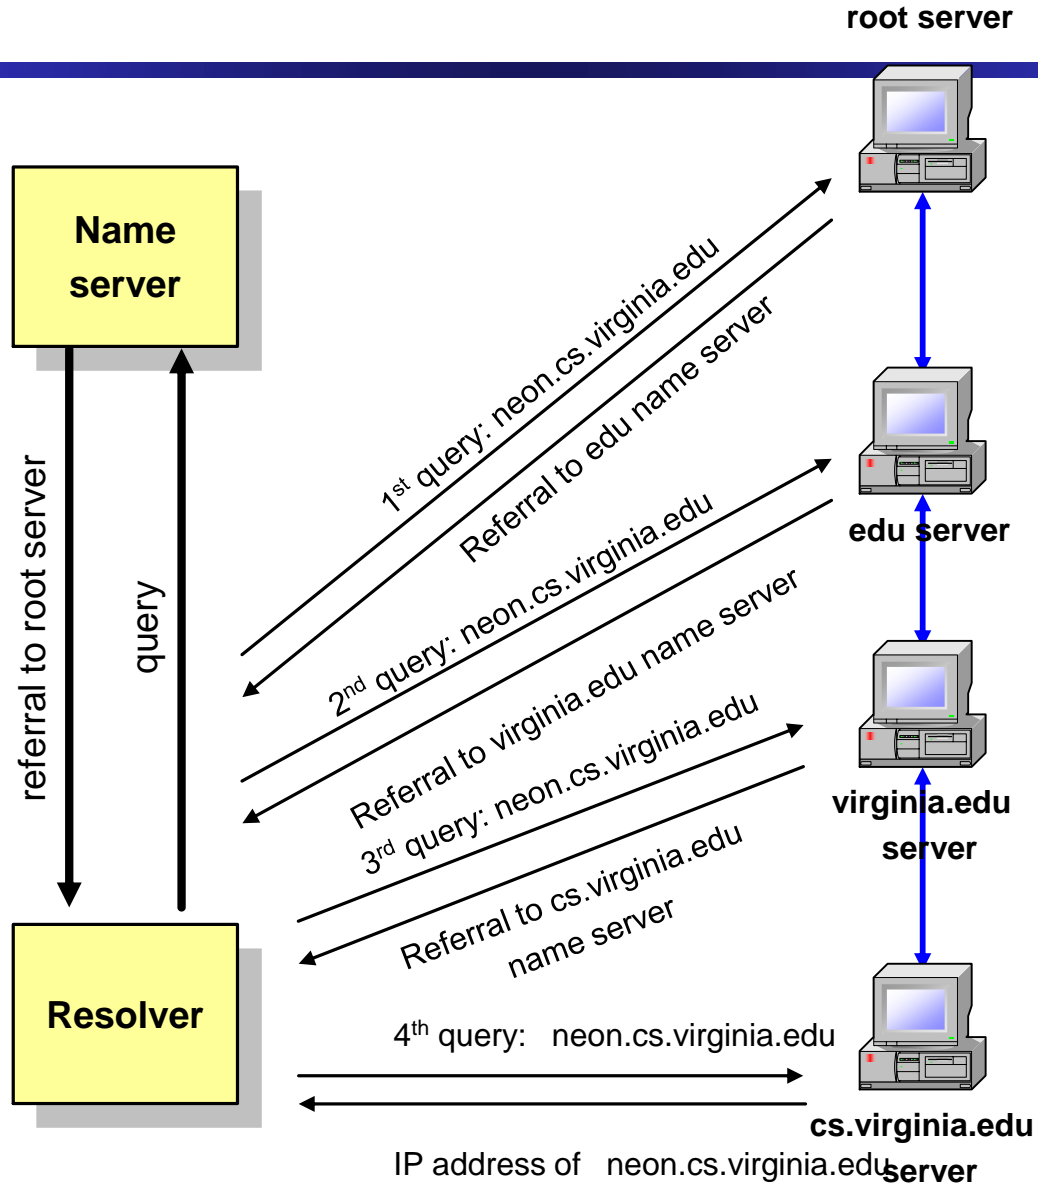 root server
Name
server
1st query: neon.cs.virginia.edu
Referral to edu name server
edu server
referral to root server
query
2nd query: neon.cs.virginia.edu
Referral to virginia.edu name server
virginia.edu
server
3rd query: neon.cs.virginia.edu
Referral to cs.virginia.edu
name server
Resolver
4th query: neon.cs.virginia.edu
cs.virginia.edu
server
IP address of neon.cs.virginia.edu